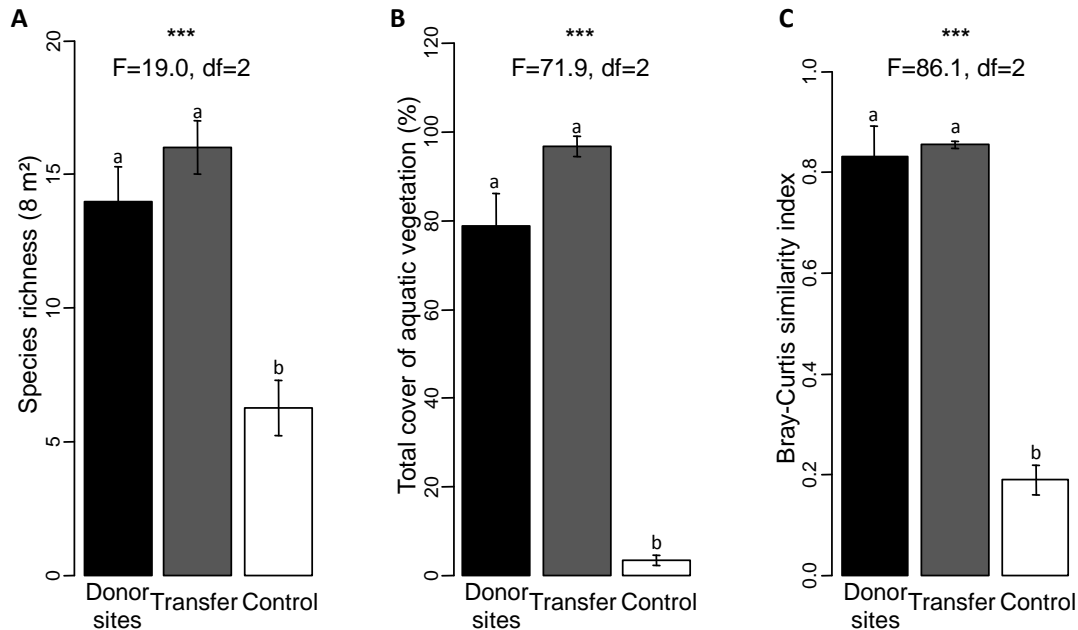 A
***
F=19.0, df=2
Species richness (8 m²)
20
15
10
5
0
a
a
b
Donor sites
Transfer
Control
B
***
F=71.9, df=2
Total cover of aquatic vegetation (%)
120
100
80
60
40
20
0
a
a
b
Donor sites
Transfer
Control
C
***
F=86.1, df=2
Bray-Curtis similarity index
1.0
0.8
0.6
0.4
0.2
0.0
a
a
b
Donor sites
Transfer
Control